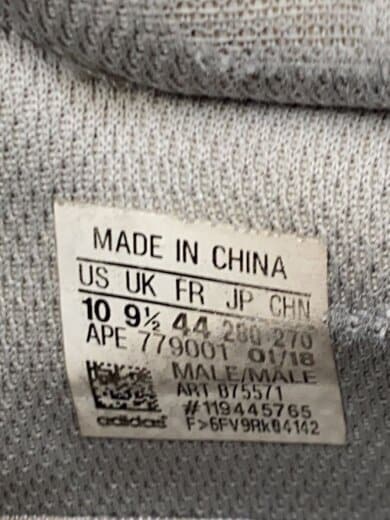 MADE IN CHINA
US UK FR JP CHN
10 9½ 44 280 270
APE 779001 01/18
MALE/MALE
ART B75571
#119445765
adidas F>6FV9Rk04142